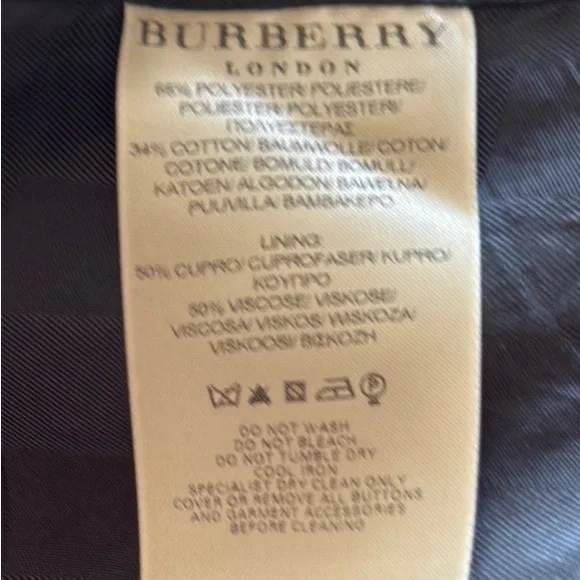 BURBERRY
LONDON
66% POLYESTER/ POLIESTERE/
POLIESTER/ POLYESTER/
ΠΟΛΥΕΣΤΕΡΑΣ
34% COTTON/ BAUMWOLLE/ COTON/
COTONE/ BOMULD/ BOMULL/
KATOEN/ ALGODON/ BAWEŁNA/
PUUVILLA/ ΒΑΜΒΑΚΕΡΟ
LINING:
50% CUPRO/ CUPROFASER/ KUPRO/
ΚΟΥΠΡΟ
50% VISCOSE/ VISKOSE/
VISCOSA/ VISKOS/ WISKOZA/
VISKOOSI/ ΒΙΣΚΟΖΗ
P
DO NOT WASH
DO NOT BLEACH
DO NOT TUMBLE DRY
COOL IRON
SPECIALIST DRY CLEAN ONLY
COVER OR REMOVE ALL BUTTONS
AND GARMENT ACCESSORIES
BEFORE CLEANING